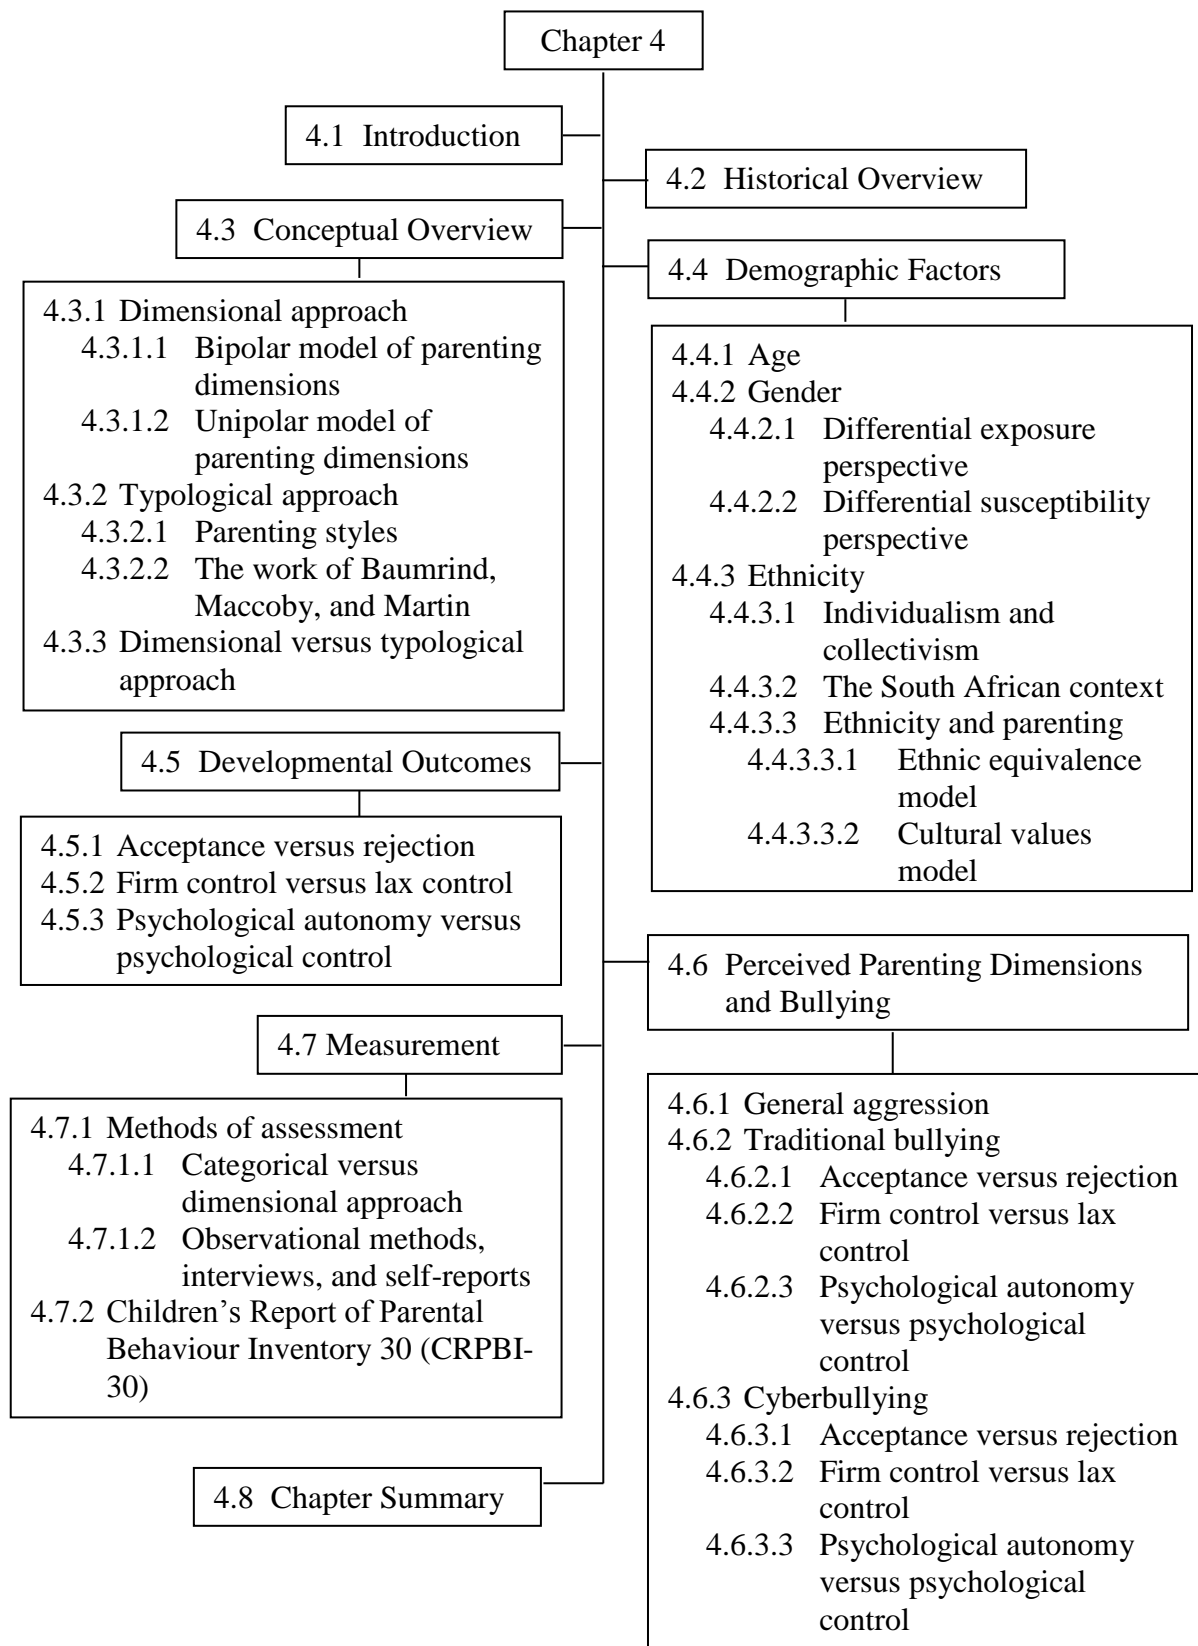 Chapter 4
4.1 Introduction
4.2 Historical Overview
4.3 Conceptual Overview
4.3.1 Dimensional approach
4.3.1.1 Bipolar model of parenting
dimensions
4.3.1.2 Unipolar model of
parenting dimensions
4.3.2 Typological approach
4.3.2.1 Parenting styles
4.3.2.2 The work of Baumrind,
Maccoby, and Martin
4.3.3 Dimensional versus typological
approach
4.4 Demographic Factors
4.4.1 Age
4.4.2 Gender
4.4.2.1 Differential exposure
perspective
4.4.2.2 Differential susceptibility
perspective
4.4.3 Ethnicity
4.4.3.1 Individualism and
collectivism
4.4.3.2 The South African context
4.4.3.3 Ethnicity and parenting
4.4.3.3.1 Ethnic equivalence
model
4.4.3.3.2 Cultural values
model
4.5 Developmental Outcomes
4.5.1 Acceptance versus rejection
4.5.2 Firm control versus lax control
4.5.3 Psychological autonomy versus
psychological control
4.6 Perceived Parenting Dimensions
and Bullying
4.6.1 General aggression
4.6.2 Traditional bullying
4.6.2.1 Acceptance versus rejection
4.6.2.2 Firm control versus lax
control
4.6.2.3 Psychological autonomy
versus psychological
control
4.6.3 Cyberbullying
4.6.3.1 Acceptance versus rejection
4.6.3.2 Firm control versus lax
control
4.6.3.3 Psychological autonomy
versus psychological
control
4.7 Measurement
4.7.1 Methods of assessment
4.7.1.1 Categorical versus
dimensional approach
4.7.1.2 Observational methods,
interviews, and self-reports
4.7.2 Children’s Report of Parental
Behaviour Inventory 30 (CRPBI-
30)
4.8 Chapter Summary